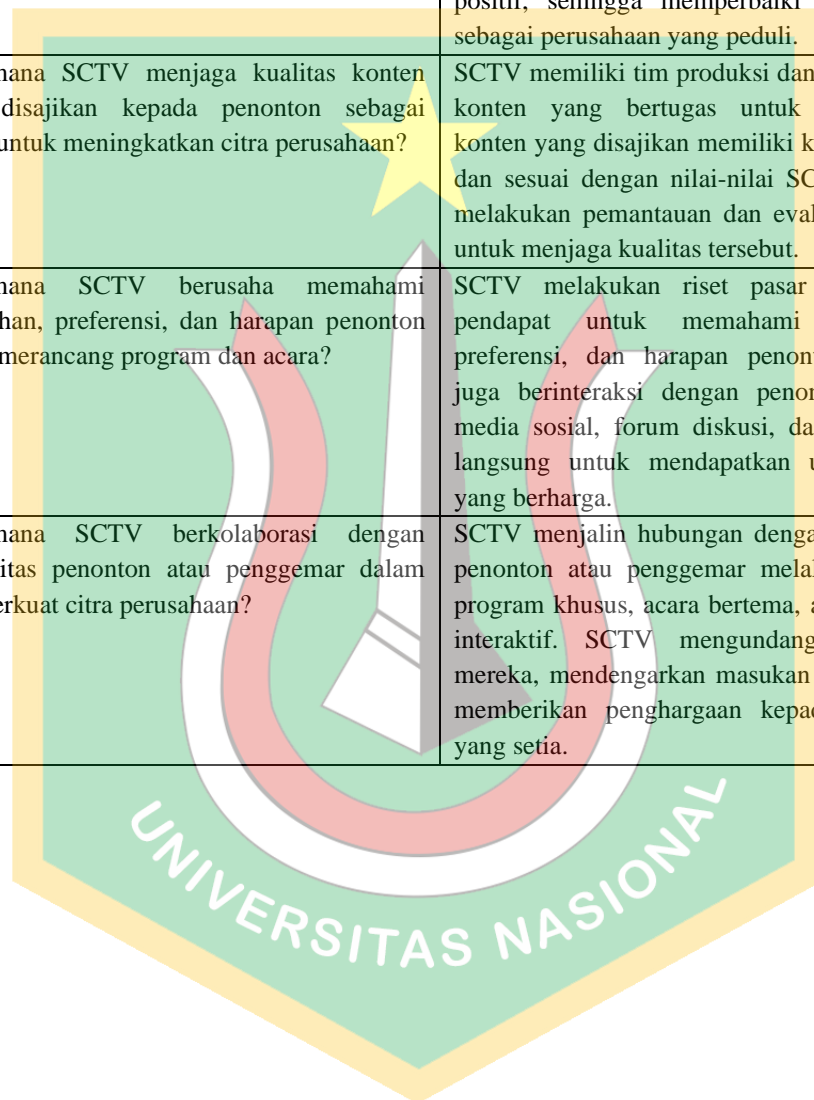 positif, sehingga memperbaiki
sebagai perusahaan yang peduli.
mana SCTV menjaga kualitas konten
disajikan kepada penonton sebagai
untuk meningkatkan citra perusahaan?
SCTV memiliki tim produksi dan
konten yang bertugas untuk
konten yang disajikan memiliki k
dan sesuai dengan nilai-nilai SC
melakukan pemantauan dan eval
untuk menjaga kualitas tersebut.
mana SCTV berusaha memahami
han, preferensi, dan harapan penonton
merancang program dan acara?
SCTV melakukan riset pasar
pendapat untuk memahami
preferensi, dan harapan penon
juga berinteraksi dengan penon
media sosial, forum diskusi, da
langsung untuk mendapatkan u
yang berharga.
mana SCTV berkolaborasi dengan
itas penonton atau penggemar dalam
erkuat citra perusahaan?
SCTV menjalin hubungan denga
penonton atau penggemar mela
program khusus, acara bertema, a
interaktif. SCTV mengundang
mereka, mendengarkan masukan
memberikan penghargaan kepad
yang setia.
UNIVERSITAS NASIONAL